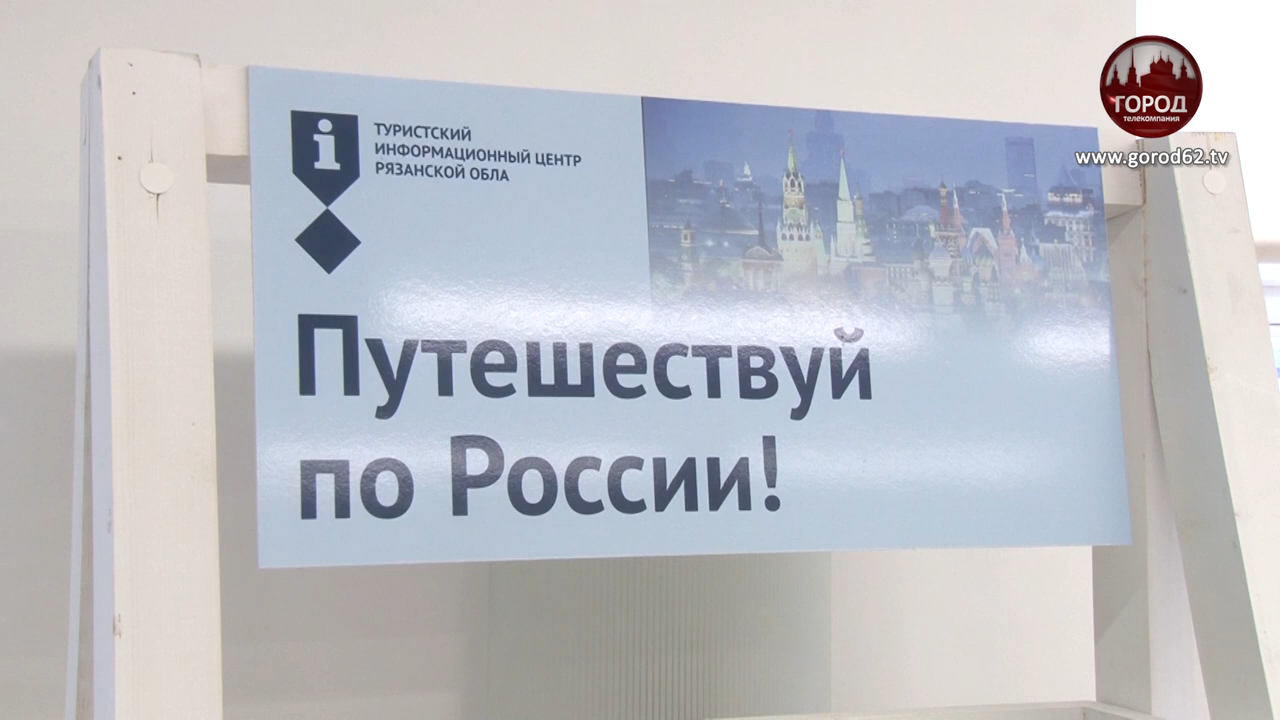 ТУРИСТСКИЙ
ИНФОРМАЦИОННЫЙ ЦЕНТР
РЯЗАНСКОЙ ОБЛА
Путешествуй
по России!
ГОРОД
телекомпания
www.gorod62.tv